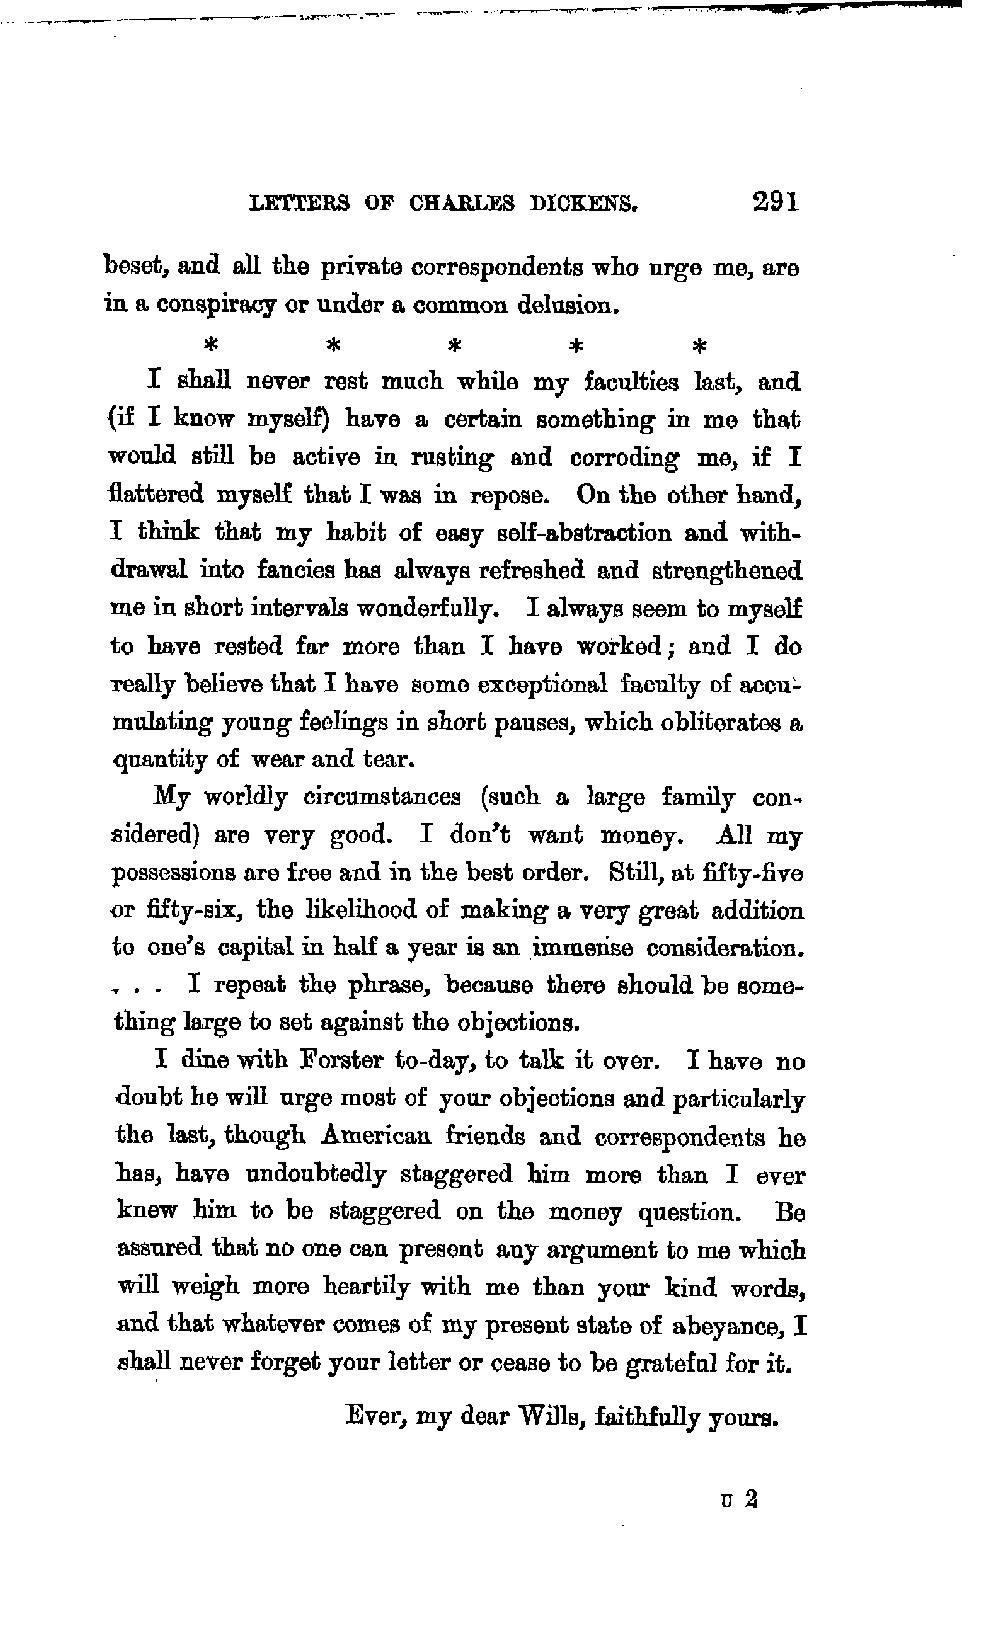 LETTERS OF CHARLES DICKENS. 291
beset, and all the private correspondents who urge me, are
in a conspiracy or under a common delusion.
* * * * *
I shall never rest much while my faculties last, and
(if I know myself) have a certain something in me that
would still be active in rusting and corroding me, if I
flattered myself that I was in repose. On the other hand,
I think that my habit of easy self-abstraction and with-
drawal into fancies has always refreshed and strengthened
me in short intervals wonderfully. I always seem to myself
to have rested far more than I have worked; and I do
really believe that I have some exceptional faculty of accu-
mulating young feelings in short pauses, which obliterates a
quantity of wear and tear.
My worldly circumstances (such a large family con-
sidered) are very good. I don't want money. All my
possessions are free and in the best order. Still, at fifty-five
or fifty-six, the likelihood of making a very great addition
to one's capital in half a year is an immense consideration.
. . . I repeat the phrase, because there should be some-
thing large to set against the objections.
I dine with Forster to-day, to talk it over. I have no
doubt he will urge most of your objections and particularly
the last, though American friends and correspondents he
has, have undoubtedly staggered him more than I ever
knew him to be staggered on the money question. Be
assured that no one can present any argument to me which
will weigh more heartily with me than your kind words,
and that whatever comes of my present state of abeyance, I
shall never forget your letter or cease to be grateful for it.
Ever, my dear Wills, faithfully yours.
U 2